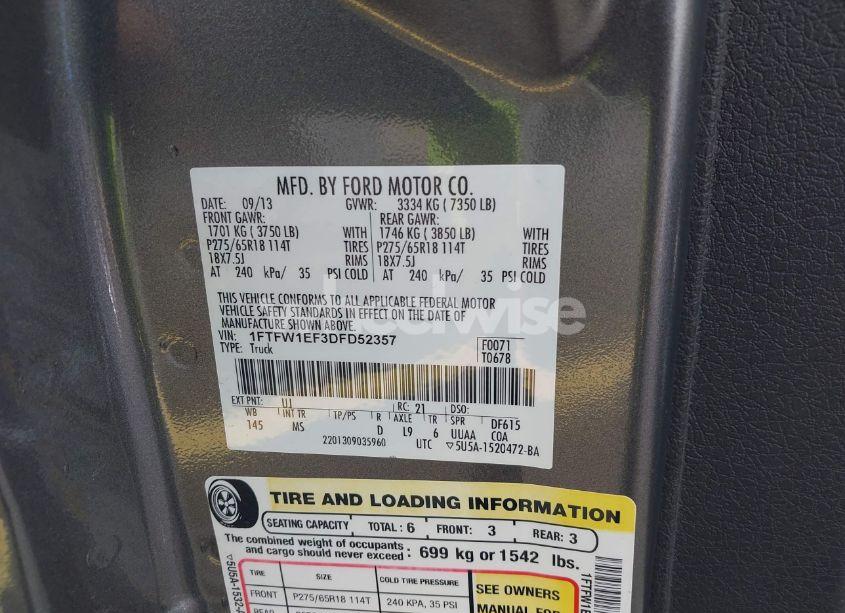 MFD. BY FORD MOTOR CO.
DATE: 09/13 GVWR: 3334 KG ( 7350 LB)
FRONT GAWR: REAR GAWR:
1701 KG ( 3750 LB) WITH 1746 KG ( 3850 LB) WITH
P275/65R18 114T TIRES P275/65R18 114T TIRES
18X7.5J RIMS 18X7.5J RIMS
AT 240 kPa/ 35 PSI COLD AT 240 kPa/ 35 PSI COLD
THIS VEHICLE CONFORMS TO ALL APPLICABLE FEDERAL MOTOR
VEHICLE SAFETY STANDARDS IN EFFECT ON THE DATE OF
MANUFACTURE SHOWN ABOVE.
VIN: 1FTFW1EF3DFD52357 F0071
TYPE: Truck T0678
EXT PNT: UJ RC: 21 DSO:
WB INT TR TP/PS R AXLE TR SPR DF615
145 MS D L9 6 UUAA COA
2201309035960 UTC ▽5U5A-1520472-BA
TIRE AND LOADING INFORMATION
SEATING CAPACITY TOTAL: 6 FRONT: 3 REAR: 3
The combined weight of occupants
and cargo should never exceed : 699 kg or 1542 lbs.
TIRE SIZE COLD TIRE PRESSURE SEE OWNERS
FRONT P275/65R18 114T 240 KPA, 35 PSI MANUAL FOR
REAR
▽5U5A-1532
1FTFW1E